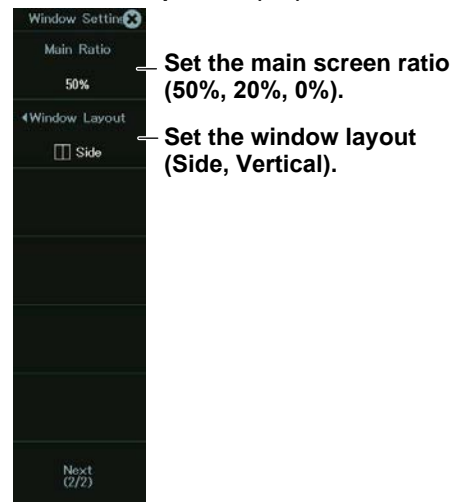 Window Settin
Main Ratio
50%
Window Layout
Side
Next
(2/2)
Set the main screen ratio
(50%, 20%, 0%).
Set the window layout
(Side, Vertical).